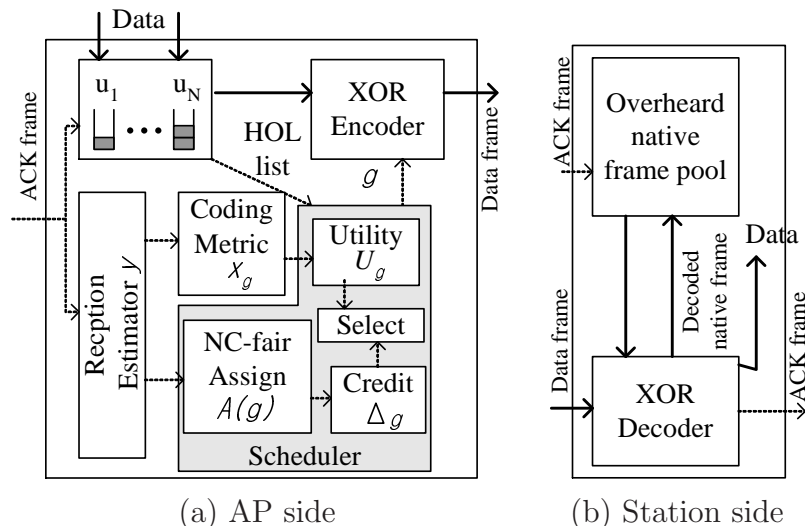 Data
u1
uN
XOR
Encoder
HOL
list
g
ACK frame
Data frame
Recption
Estimator y
Coding
Metric
Xg
Utility
Ug
Select
NC-fair
Assign
A(g)
Credit
Δg
Scheduler
(a) AP side
ACK frame
Overheard
native
frame pool
Data
Decoded
native frame
Data frame
XOR
Decoder
ACK frame
(b) Station side